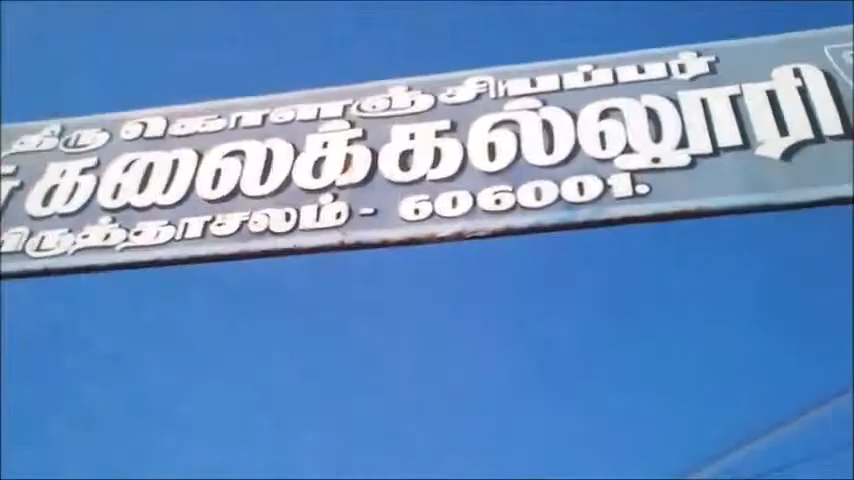 திரு கொளஞ்சியப்பர்
கலைக்கல்லூரி
விருத்தாசலம் - 606001.